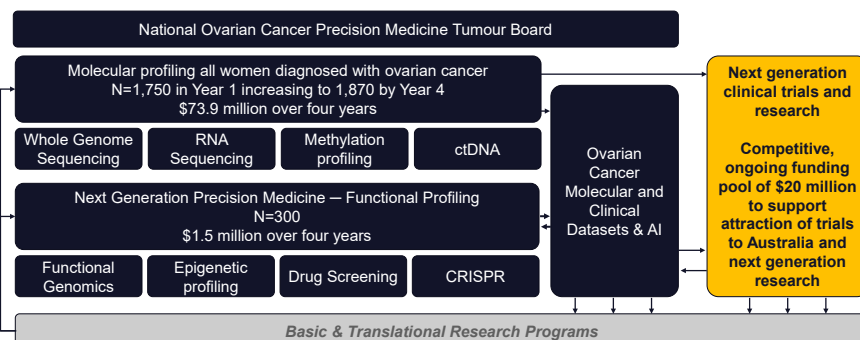 National Ovarian Cancer Precision Medicine Tumour Board
Molecular profiling all women diagnosed with ovarian cancer
N=1,750 in Year 1 increasing to 1,870 by Year 4
$73.9 million over four years
Whole Genome
Sequencing
RNA
Sequencing
Methylation
profiling
ctDNA
Next Generation Precision Medicine – Functional Profiling
N=300
$1.5 million over four years
Functional
Genomics
Epigenetic
profiling
Drug Screening
CRISPR
Ovarian
Cancer
Molecular and
Clinical
Datasets & AI
Next generation
clinical trials and
research
Competitive,
ongoing funding
pool of $20 million
to support
attraction of trials
to Australia and
next generation
research
Basic & Translational Research Programs